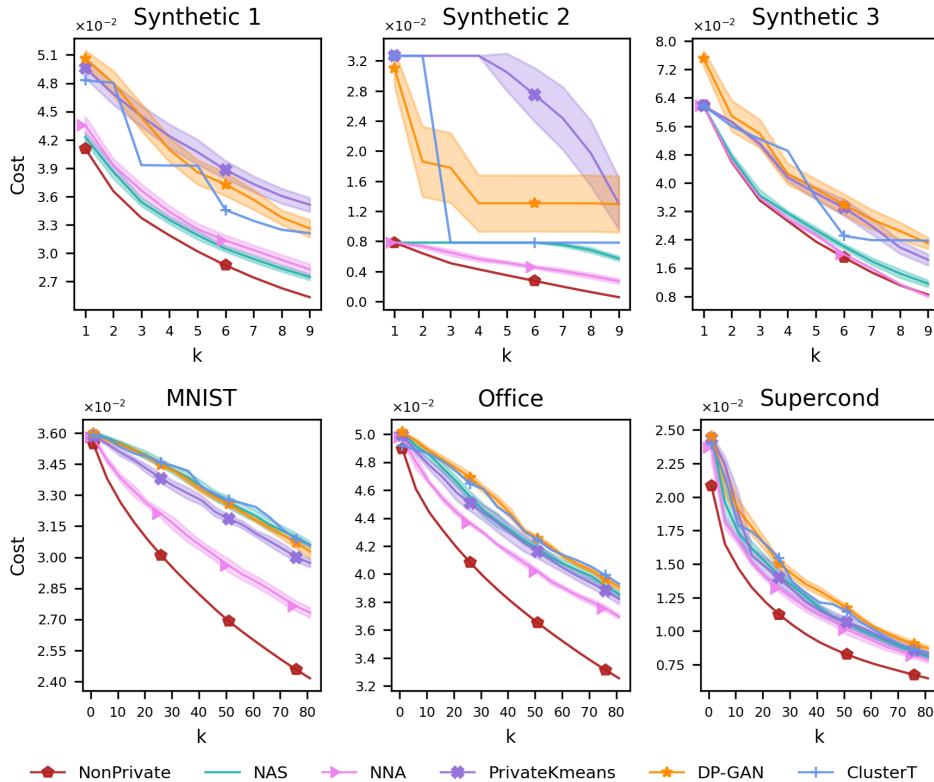 Synthetic 1
Synthetic 2
Synthetic 3
×10⁻²
×10⁻²
×10⁻²
Cost
5.1
4.8
4.5
4.2
3.9
3.6
3.3
3.0
2.7
1 2 3 4 5 6 7 8 9
k
3.2
2.8
2.4
2.0
1.6
1.2
0.8
0.4
0.0
1 2 3 4 5 6 7 8 9
k
8.0
7.2
6.4
5.6
4.8
4.0
3.2
2.4
1.6
0.8
1 2 3 4 5 6 7 8 9
k
MNIST
Office
Supercond
×10⁻²
×10⁻²
×10⁻²
Cost
3.60
3.45
3.30
3.15
3.00
2.85
2.70
2.55
2.40
0 10 20 30 40 50 60 70 80
k
5.0
4.8
4.6
4.4
4.2
4.0
3.8
3.6
3.4
3.2
0 10 20 30 40 50 60 70 80
k
2.50
2.25
2.00
1.75
1.50
1.25
1.00
0.75
0 10 20 30 40 50 60 70 80
k
NonPrivate NAS NNA PrivateKmeans DP-GAN ClusterT